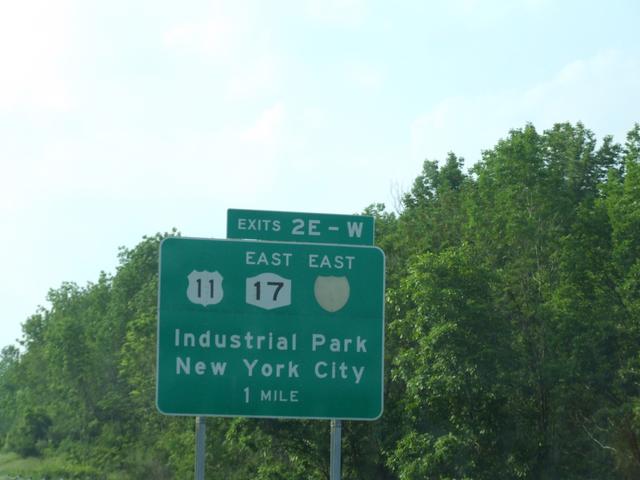 EXITS 2E-W
EAST EAST
11 17
Industrial Park
New York City
1 MILE